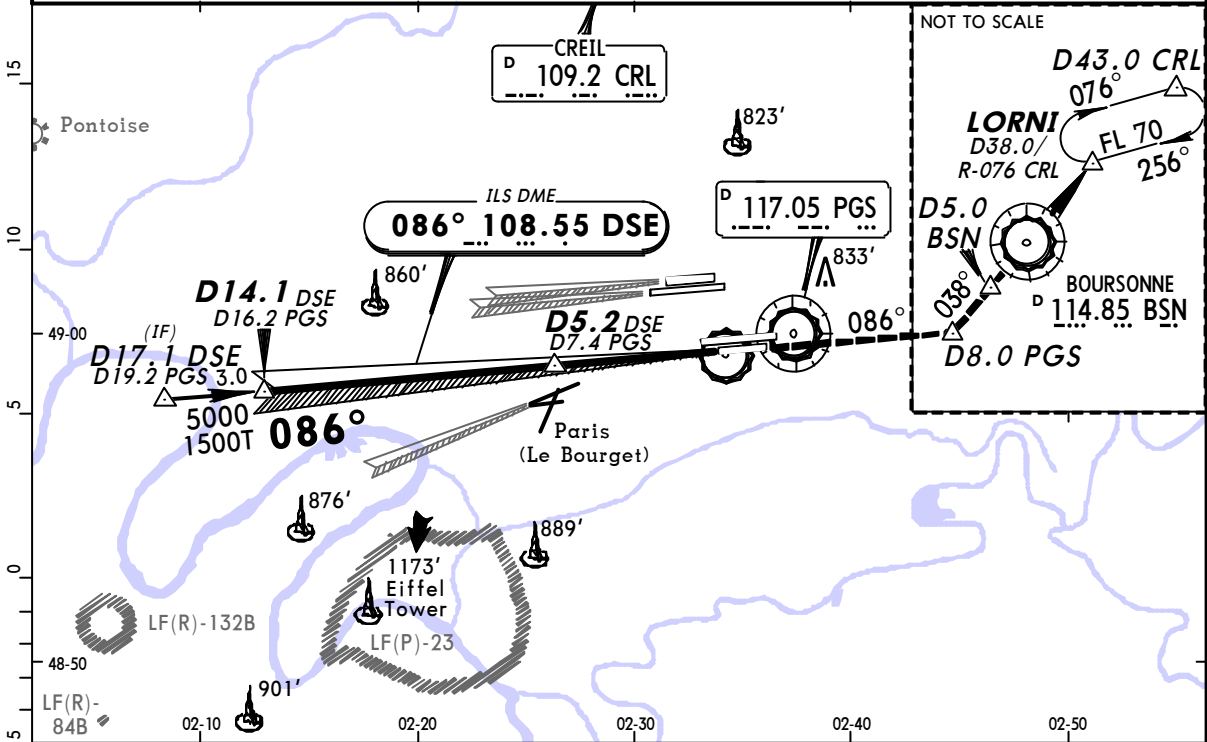 NOT TO SCALE
CREIL
D 109.2 CRL
D43.0 CRL
076°
LORNI
D38.0/
R-076 CRL
FL 70
256°
15
Pontoise
823'
ILS DME
086° 108.55 DSE
D 117.05 PGS
D5.0
BSN
833'
10
860'
038°
BOURSONNE
D 114.85 BSN
D14.1 DSE
D16.2 PGS
49-00
(IF)
D17.1 DSE
D19.2 PGS
3.0
D5.2 DSE
D7.4 PGS
086°
D8.0 PGS
5
5000
1500T
086°
Paris
(Le Bourget)
876'
889'
0
1173'
Eiffel
Tower
LF(R)-132B
LF(P)-23
48-50
901'
LF(R)-
84B
5
02-10
02-20
02-30
02-40
02-50